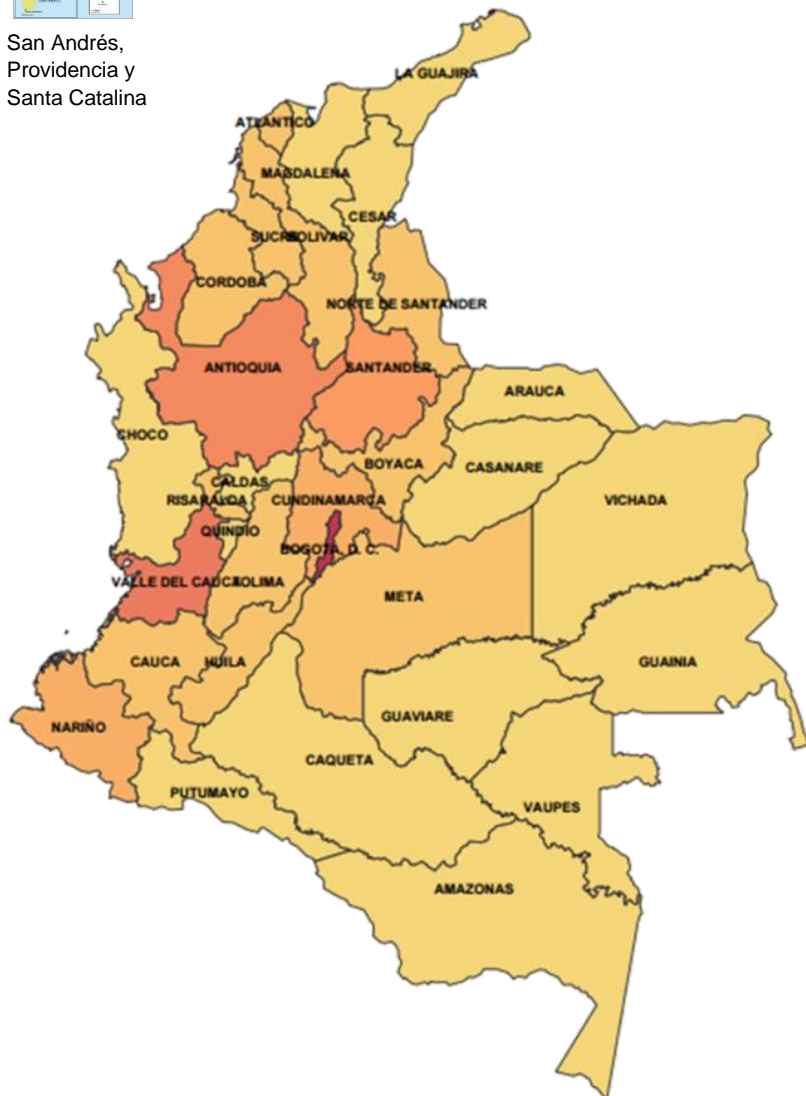 San Andrés,
Providencia y
Santa Catalina
LA GUAJIRA
ATLANTICO
MAGDALENA
CESAR
SUCRE
BOLIVAR
CORDOBA
NORTE DE SANTANDER
ANTIOQUIA
SANTANDER
ARAUCA
CHOCO
BOYACA
CASANARE
CALDAS
RISARALDA
CUNDINAMARCA
VICHADA
QUINDIO
BOGOTA, D. C.
VALLE DEL CAUCA
TOLIMA
META
CAUCA
HUILA
GUAINIA
GUAVIARE
NARIÑO
CAQUETA
PUTUMAYO
VAUPES
AMAZONAS